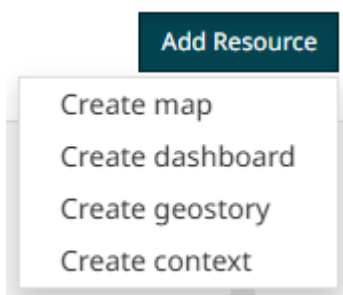 Add Resource
Create map
Create dashboard
Create geostory
Create context